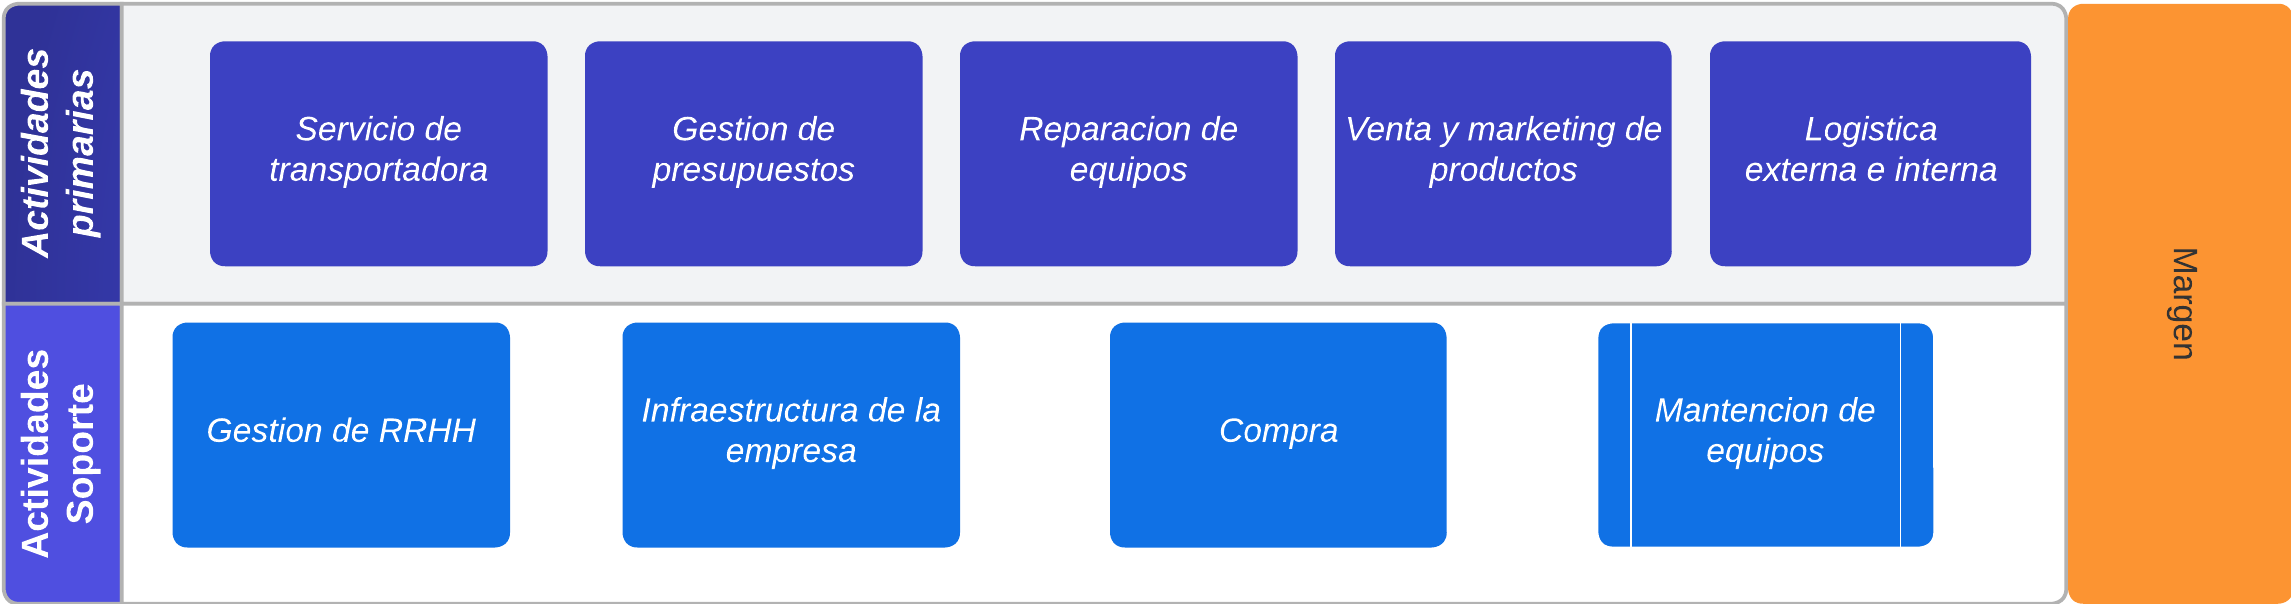 Actividades
primarias
Servicio de
transportadora
Gestion de
presupuestos
Reparacion de
equipos
Venta y marketing de
productos
Logistica
externa e interna
Actividades
Soporte
Gestion de RRHH
Infraestructura de la
empresa
Compra
Mantencion de
equipos
Margen